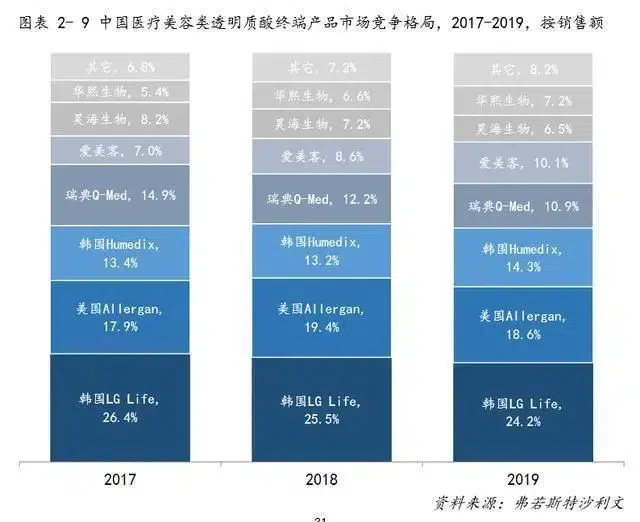 图表 2- 9 中国医疗美容类透明质酸终端产品市场竞争格局, 2017-2019, 按销售额
其它, 6.8%
华熙生物, 5.4%
昊海生物, 8.2%
爱美客, 7.0%
瑞典Q-Med, 14.9%
韩国Humedix,
13.4%
美国Allergan,
17.9%
韩国LG Life,
26.4%
2017
其它, 7.2%
华熙生物, 6.6%
昊海生物, 7.2%
爱美客, 8.6%
瑞典Q-Med, 12.2%
韩国Humedix,
13.2%
美国Allergan,
19.4%
韩国LG Life,
25.5%
2018
其它, 8.2%
华熙生物, 7.2%
昊海生物, 6.5%
爱美客, 10.1%
瑞典Q-Med, 10.9%
韩国Humedix,
14.3%
美国Allergan,
18.6%
韩国LG Life,
24.2%
2019
资料来源: 弗若斯特沙利文